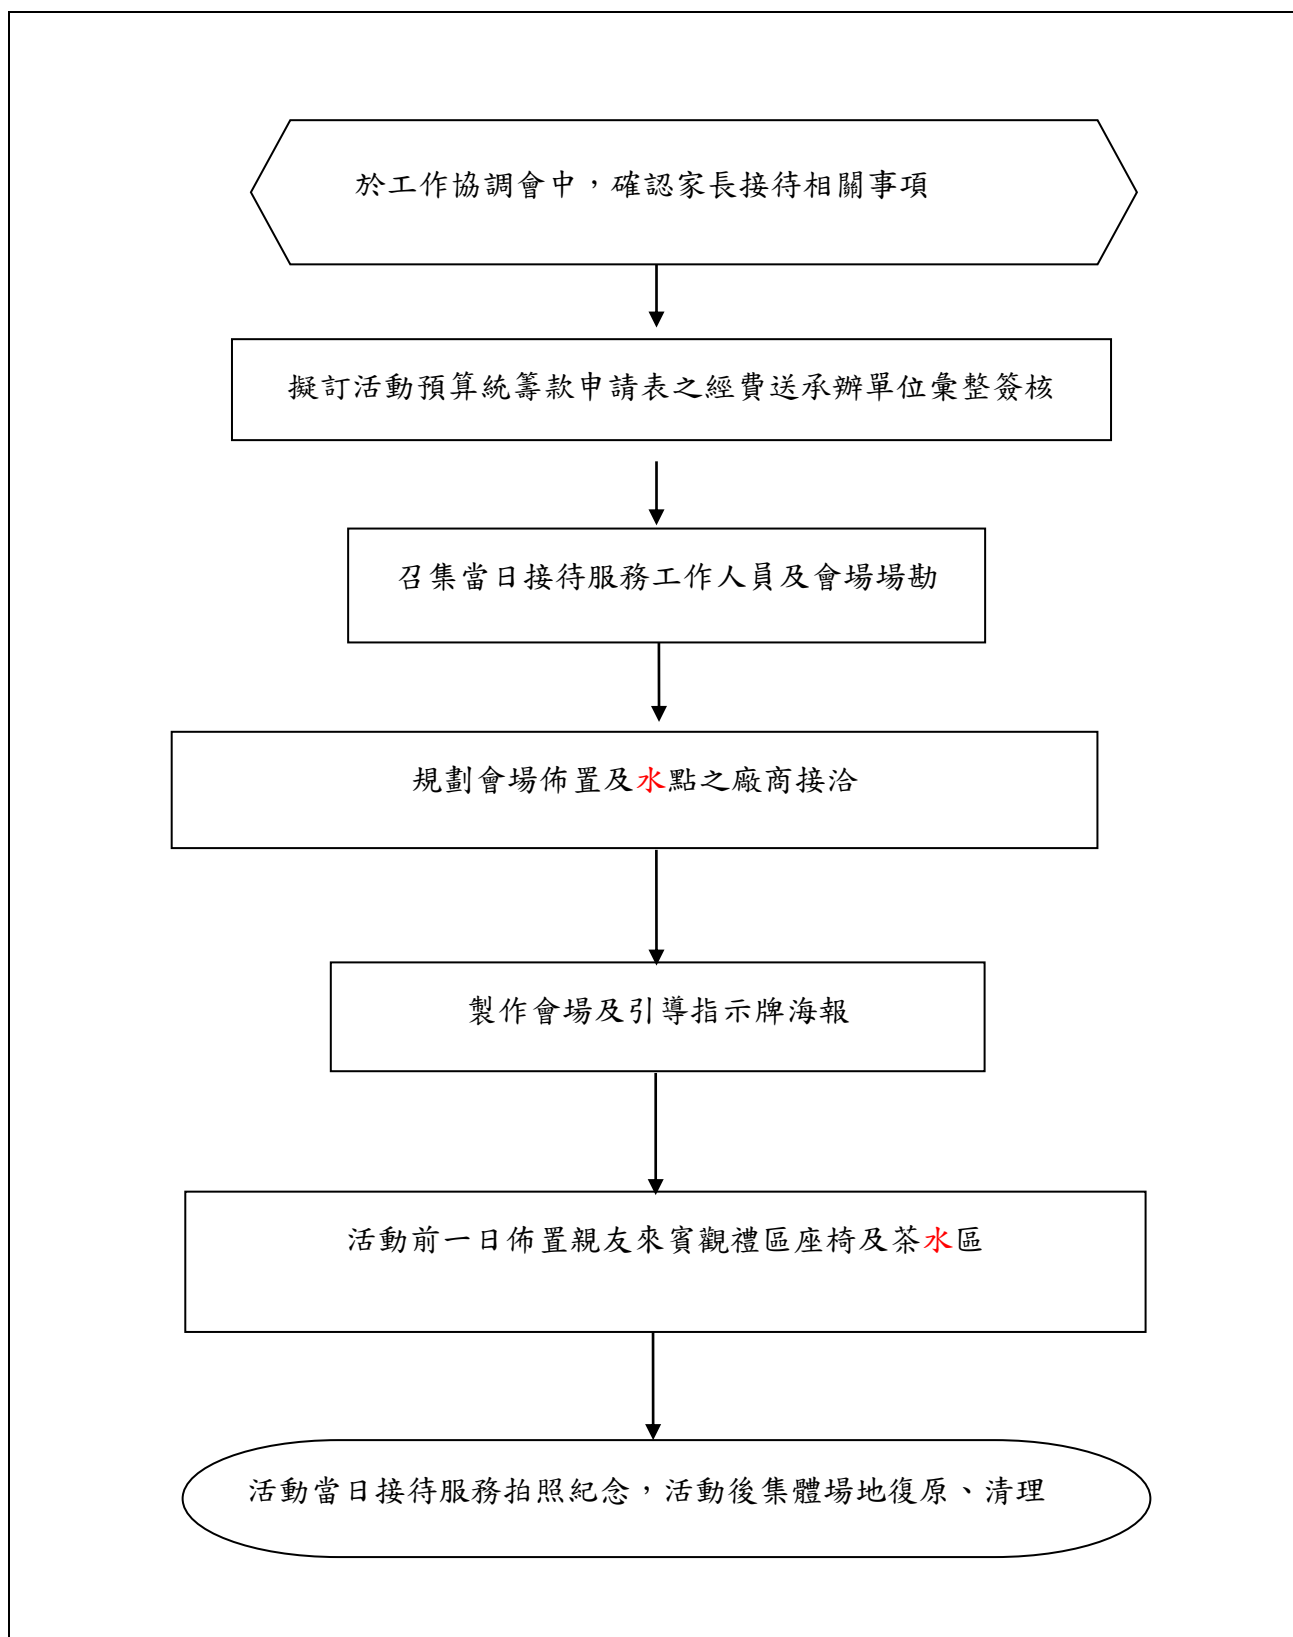 於工作協調會中，確認家長接待相關事項
擬訂活動預算統籌款申請表之經費送承辦單位彙整簽核
召集當日接待服務工作人員及會場場勘
規劃會場佈置及水點之廠商接洽
製作會場及引導指示牌海報
活動前一日佈置親友來賓觀禮區座椅及茶水區
活動當日接待服務拍照紀念，活動後集體場地復原、清理